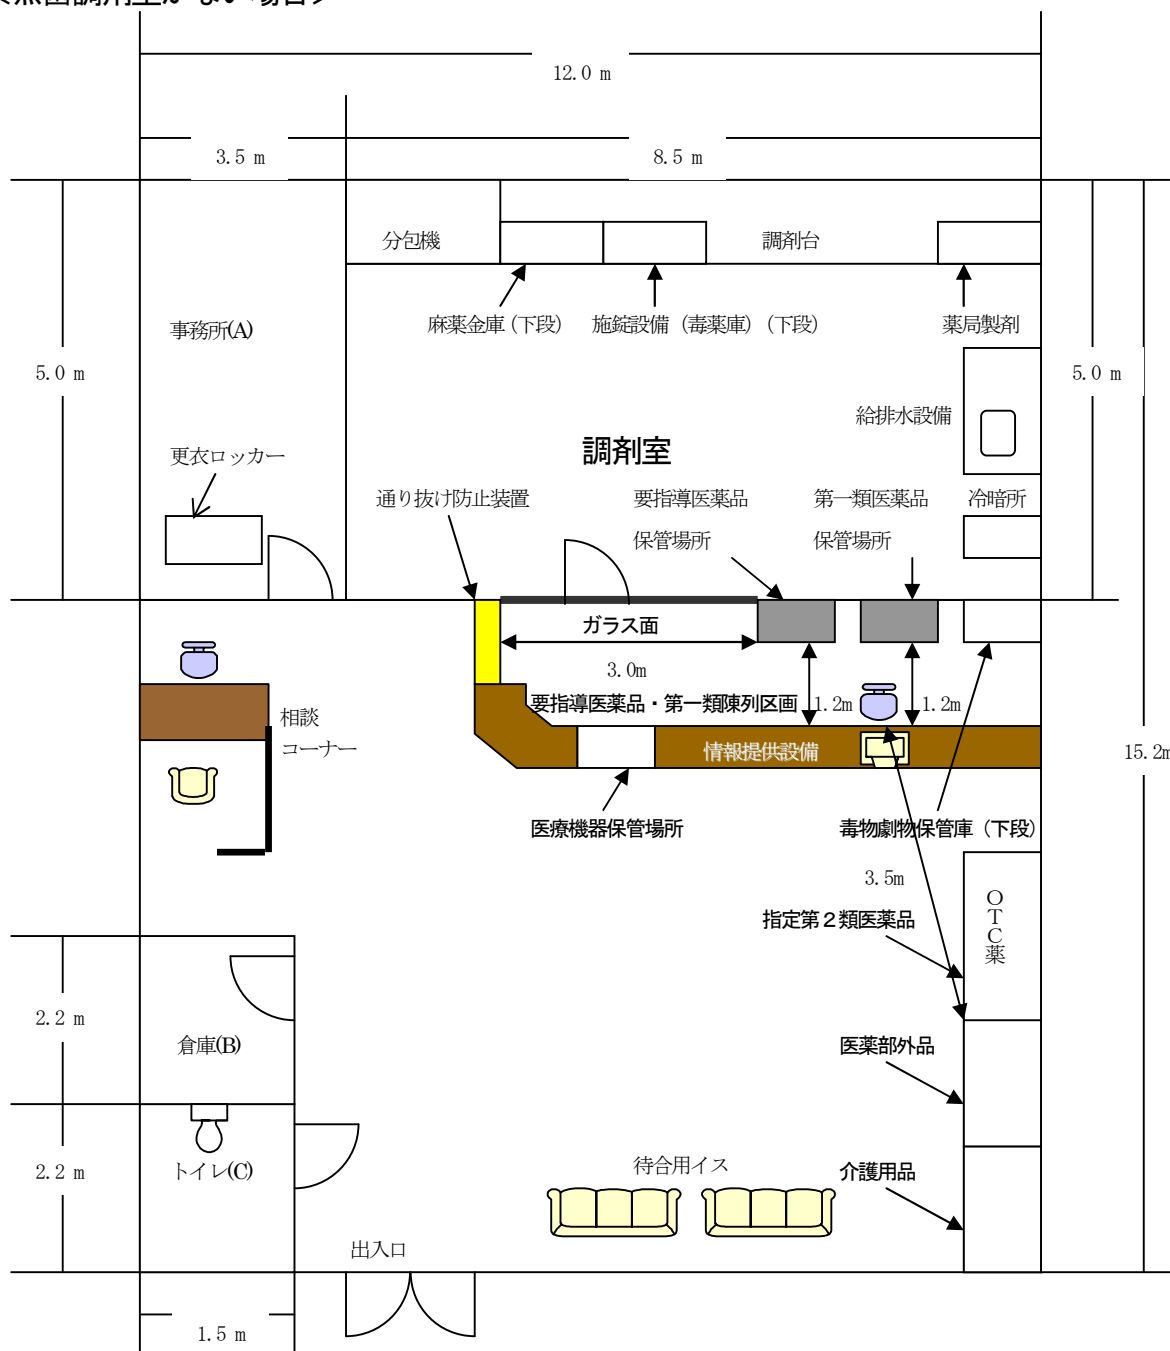 12.0 m
3.5 m
8.5 m
分包機
調剤台
麻薬金庫（下段）
施錠設備（毒薬庫）（下段）
薬局製剤
事務所(A)
5.0 m
5.0 m
給排水設備
調剤室
更衣ロッカー
通り抜け防止装置
要指導医薬品
保管場所
第一類医薬品
保管場所
冷暗所
ガラス面
3.0m
要指導医薬品・第一類陳列区画
1.2m
1.2m
相談
コーナー
情報提供設備
15.2m
医療機器保管場所
毒物劇物保管庫（下段）
3.5m
OTC薬
指定第２類医薬品
2.2 m
倉庫(B)
医薬部外品
2.2 m
トイレ(C)
待合用イス
介護用品
出入口
1.5 m